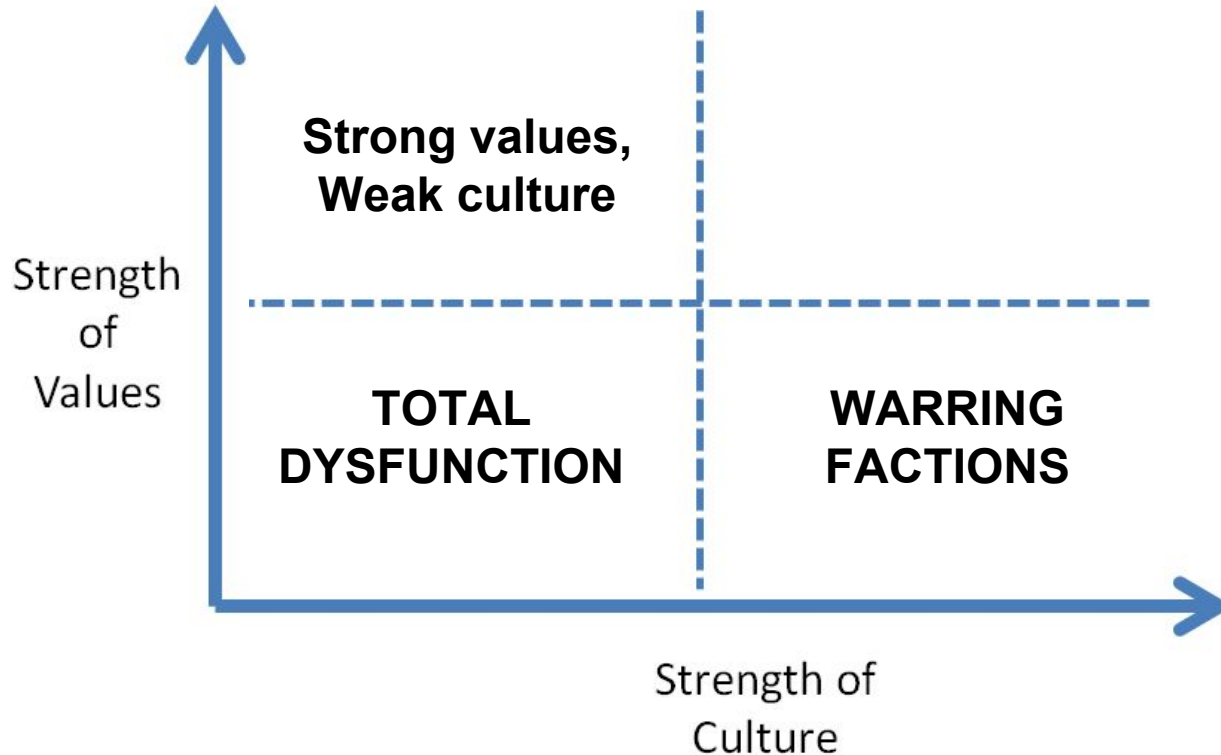 Strong values,
Weak culture
Strength
of
Values
TOTAL
DYSFUNCTION
WARRING
FACTIONS
Strength of
Culture